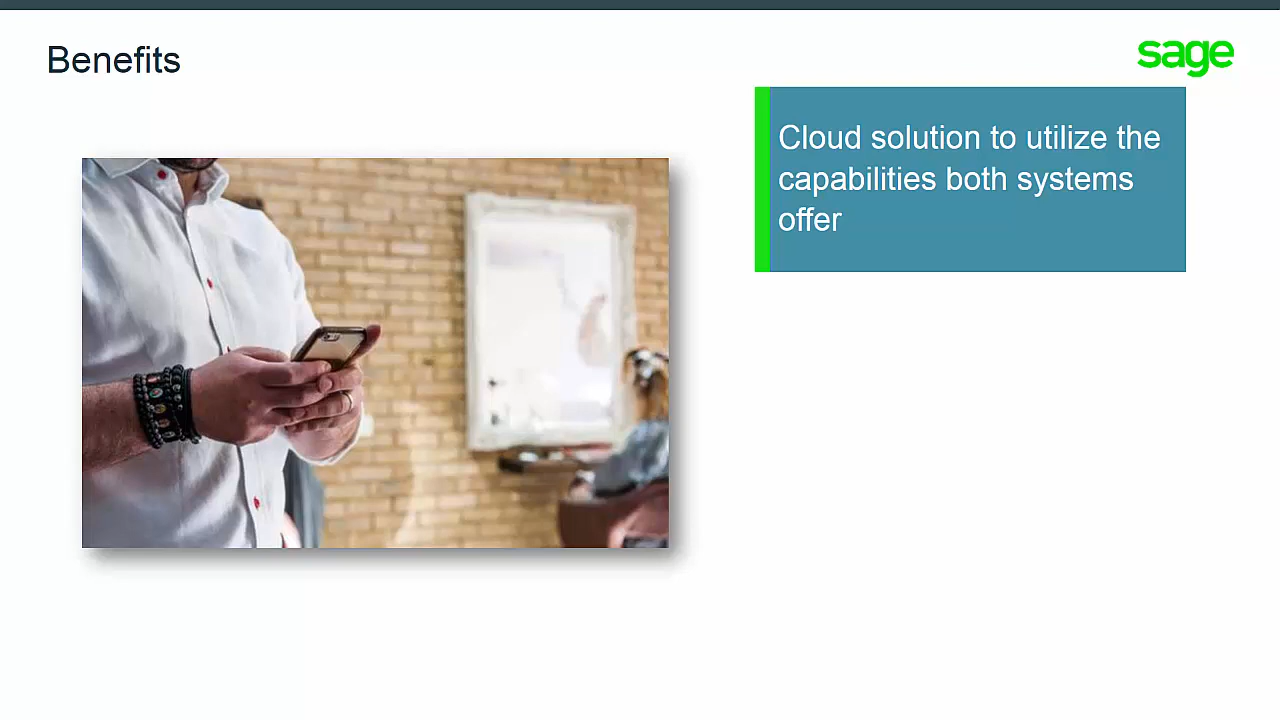 Benefits
sage
Cloud solution to utilize the
capabilities both systems
offer